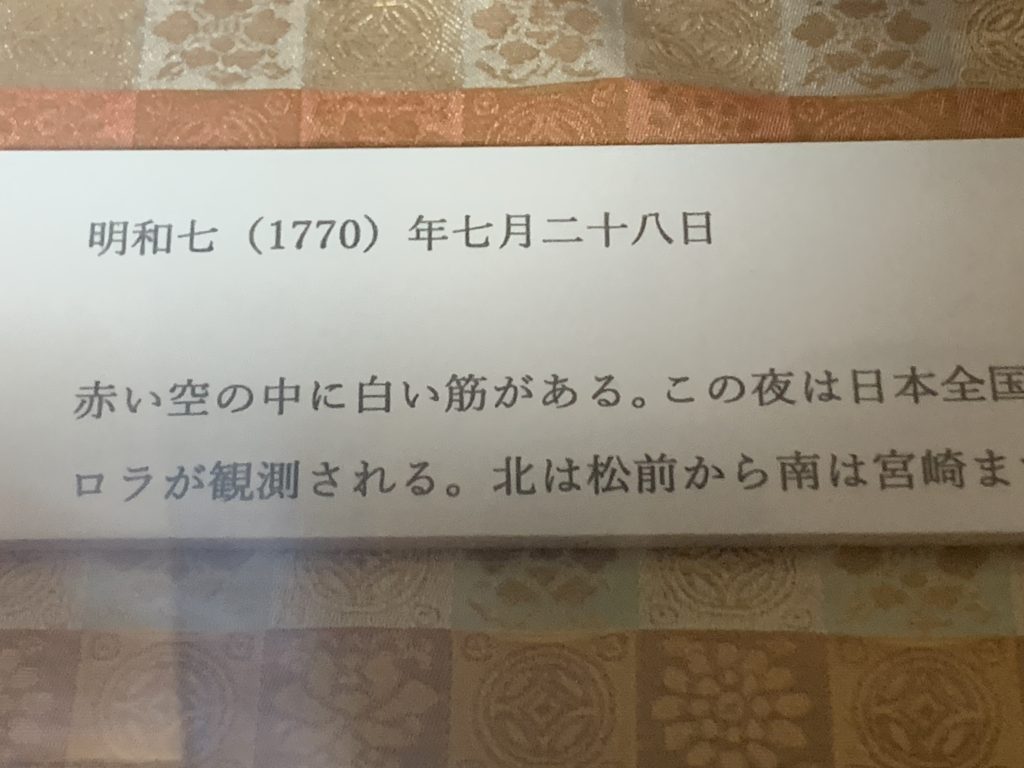 明和七（1770）年七月二十八日
赤い空の中に白い筋がある。この夜は日本全国
ロラが観測される。北は松前から南は宮崎ま